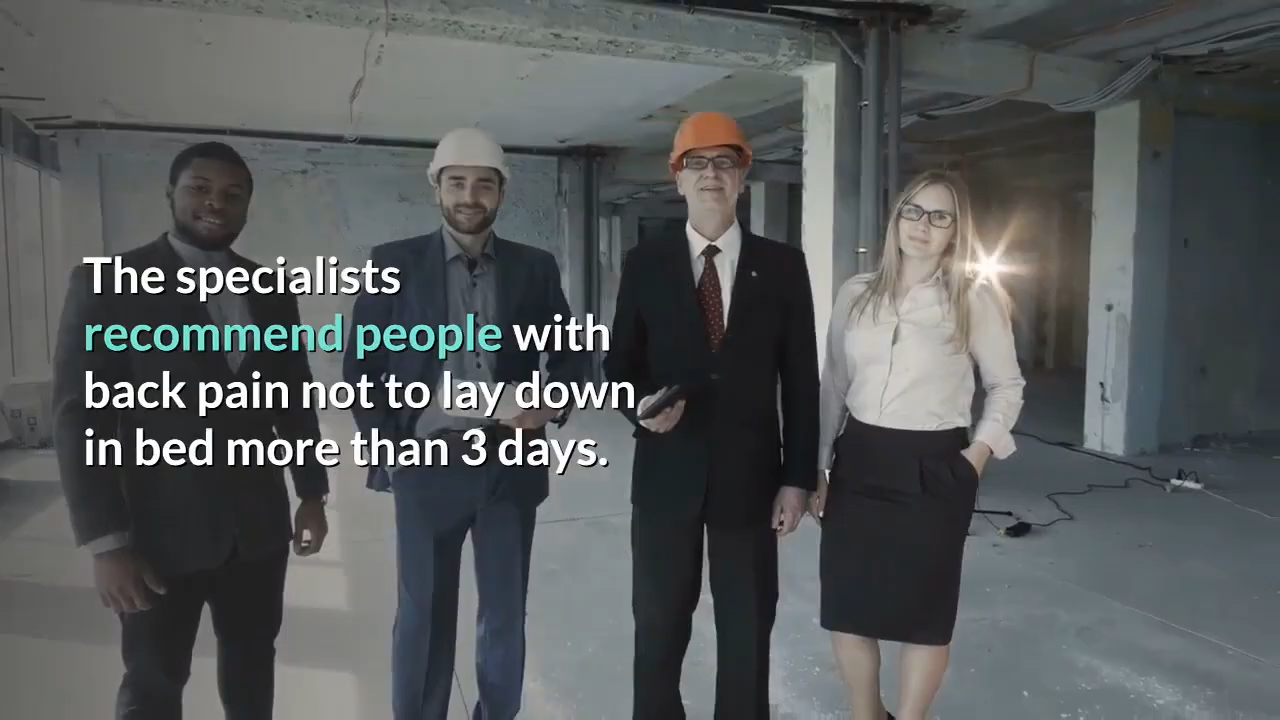 The specialists
recommend people with
back pain not to lay down
in bed more than 3 days.